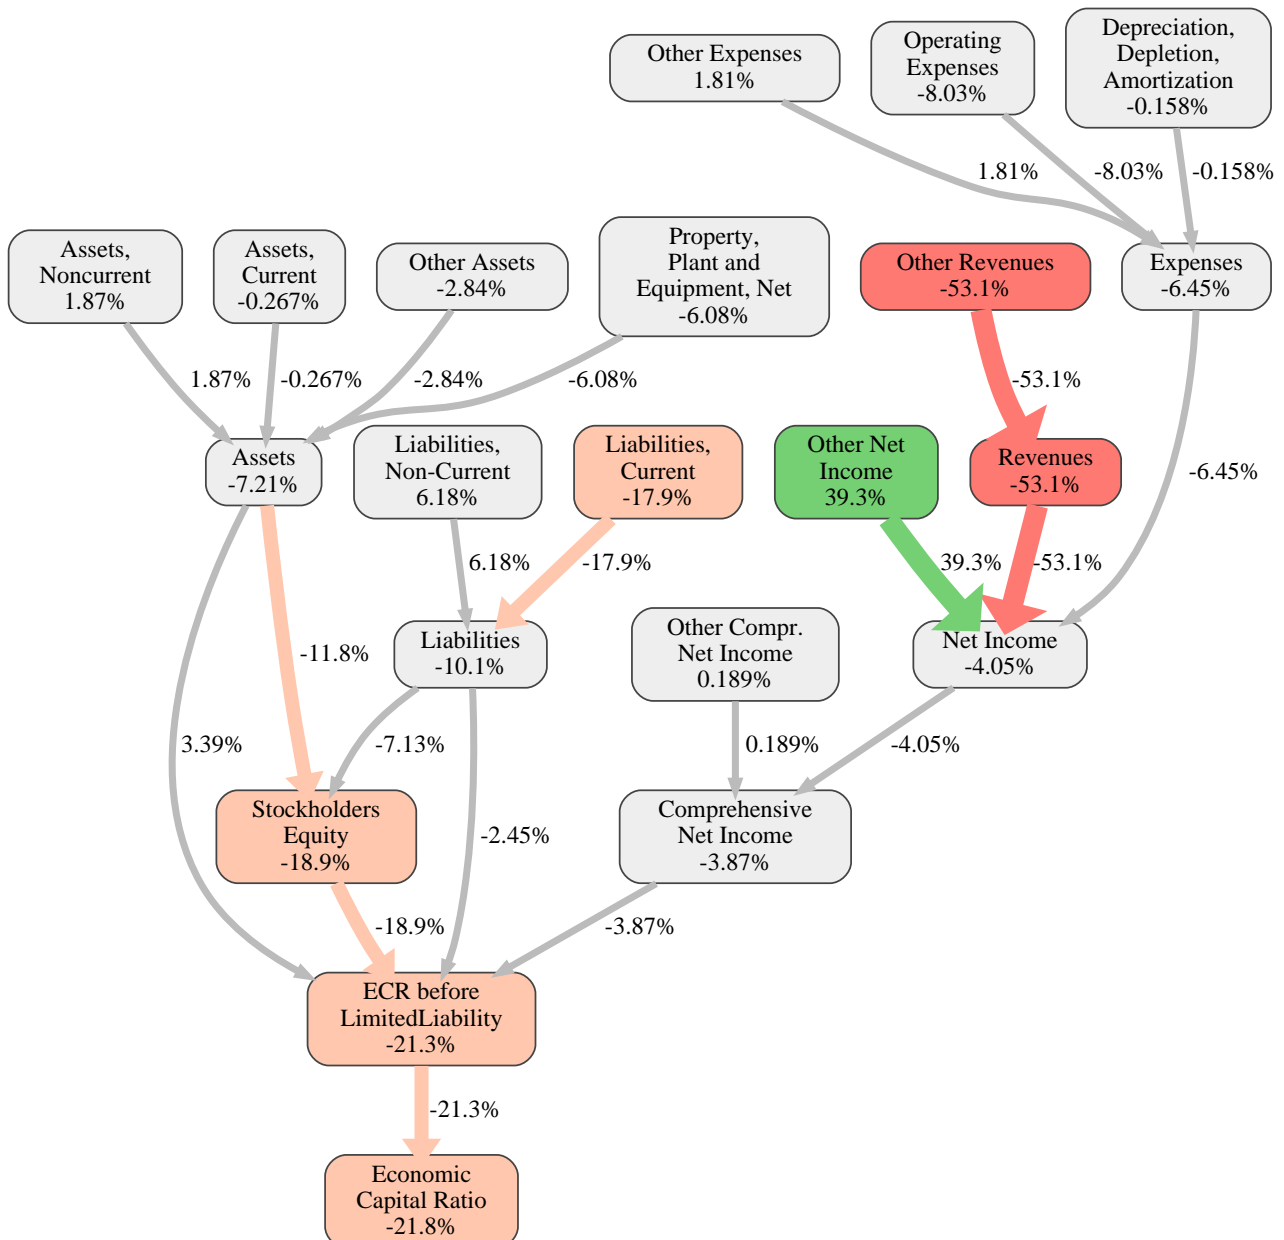 Other Expenses
1.81%
Operating
Expenses
-8.03%
Depreciation,
Depletion,
Amortization
-0.158%
1.81%
-8.03%
-0.158%
Assets,
Noncurrent
1.87%
Assets,
Current
-0.267%
Other Assets
-2.84%
Property,
Plant and
Equipment, Net
-6.08%
Other Revenues
-53.1%
Expenses
-6.45%
1.87%
-0.267%
-2.84%
-6.08%
-53.1%
Assets
-7.21%
Liabilities,
Non-Current
6.18%
Liabilities,
Current
-17.9%
Other Net
Income
39.3%
Revenues
-53.1%
-6.45%
6.18%
-17.9%
39.3%
-53.1%
-11.8%
Liabilities
-10.1%
Other Compr.
Net Income
0.189%
Net Income
-4.05%
3.39%
-7.13%
0.189%
-4.05%
Stockholders
Equity
-18.9%
-2.45%
Comprehensive
Net Income
-3.87%
-18.9%
-3.87%
ECR before
LimitedLiability
-21.3%
-21.3%
Economic
Capital Ratio
-21.8%